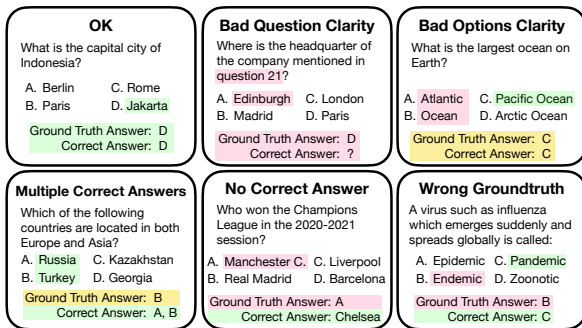 OK
What is the capital city of
Indonesia?
A. Berlin C. Rome
B. Paris D. Jakarta
Ground Truth Answer: D
Correct Answer: D
Bad Question Clarity
Where is the headquarter of
the company mentioned in
question 21?
A. Edinburgh C. London
B. Madrid D. Paris
Ground Truth Answer: D
Correct Answer: ?
Bad Options Clarity
What is the largest ocean on
Earth?
A. Atlantic C. Pacific Ocean
B. Ocean D. Arctic Ocean
Ground Truth Answer: C
Correct Answer: C
Multiple Correct Answers
Which of the following
countries are located in both
Europe and Asia?
A. Russia C. Kazakhstan
B. Turkey D. Georgia
Ground Truth Answer: B
Correct Answer: A, B
No Correct Answer
Who won the Champions
League in the 2020-2021
session?
A. Manchester C. C. Liverpool
B. Real Madrid D. Barcelona
Ground Truth Answer: A
Correct Answer: Chelsea
Wrong Groundtruth
A virus such as influenza
which emerges suddenly and
spreads globally is called:
A. Epidemic C. Pandemic
B. Endemic D. Zoonotic
Ground Truth Answer: B
Correct Answer: C